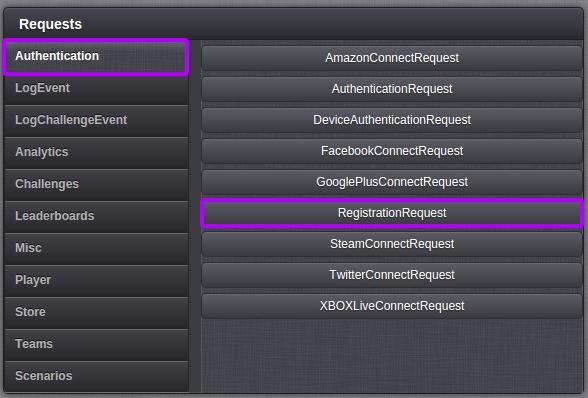 Requests
Authentication
LogEvent
LogChallengeEvent
Analytics
Challenges
Leaderboards
Misc
Player
Store
Teams
Scenarios
AmazonConnectRequest
AuthenticationRequest
DeviceAuthenticationRequest
FacebookConnectRequest
GooglePlusConnectRequest
RegistrationRequest
SteamConnectRequest
TwitterConnectRequest
XBOXLiveConnectRequest